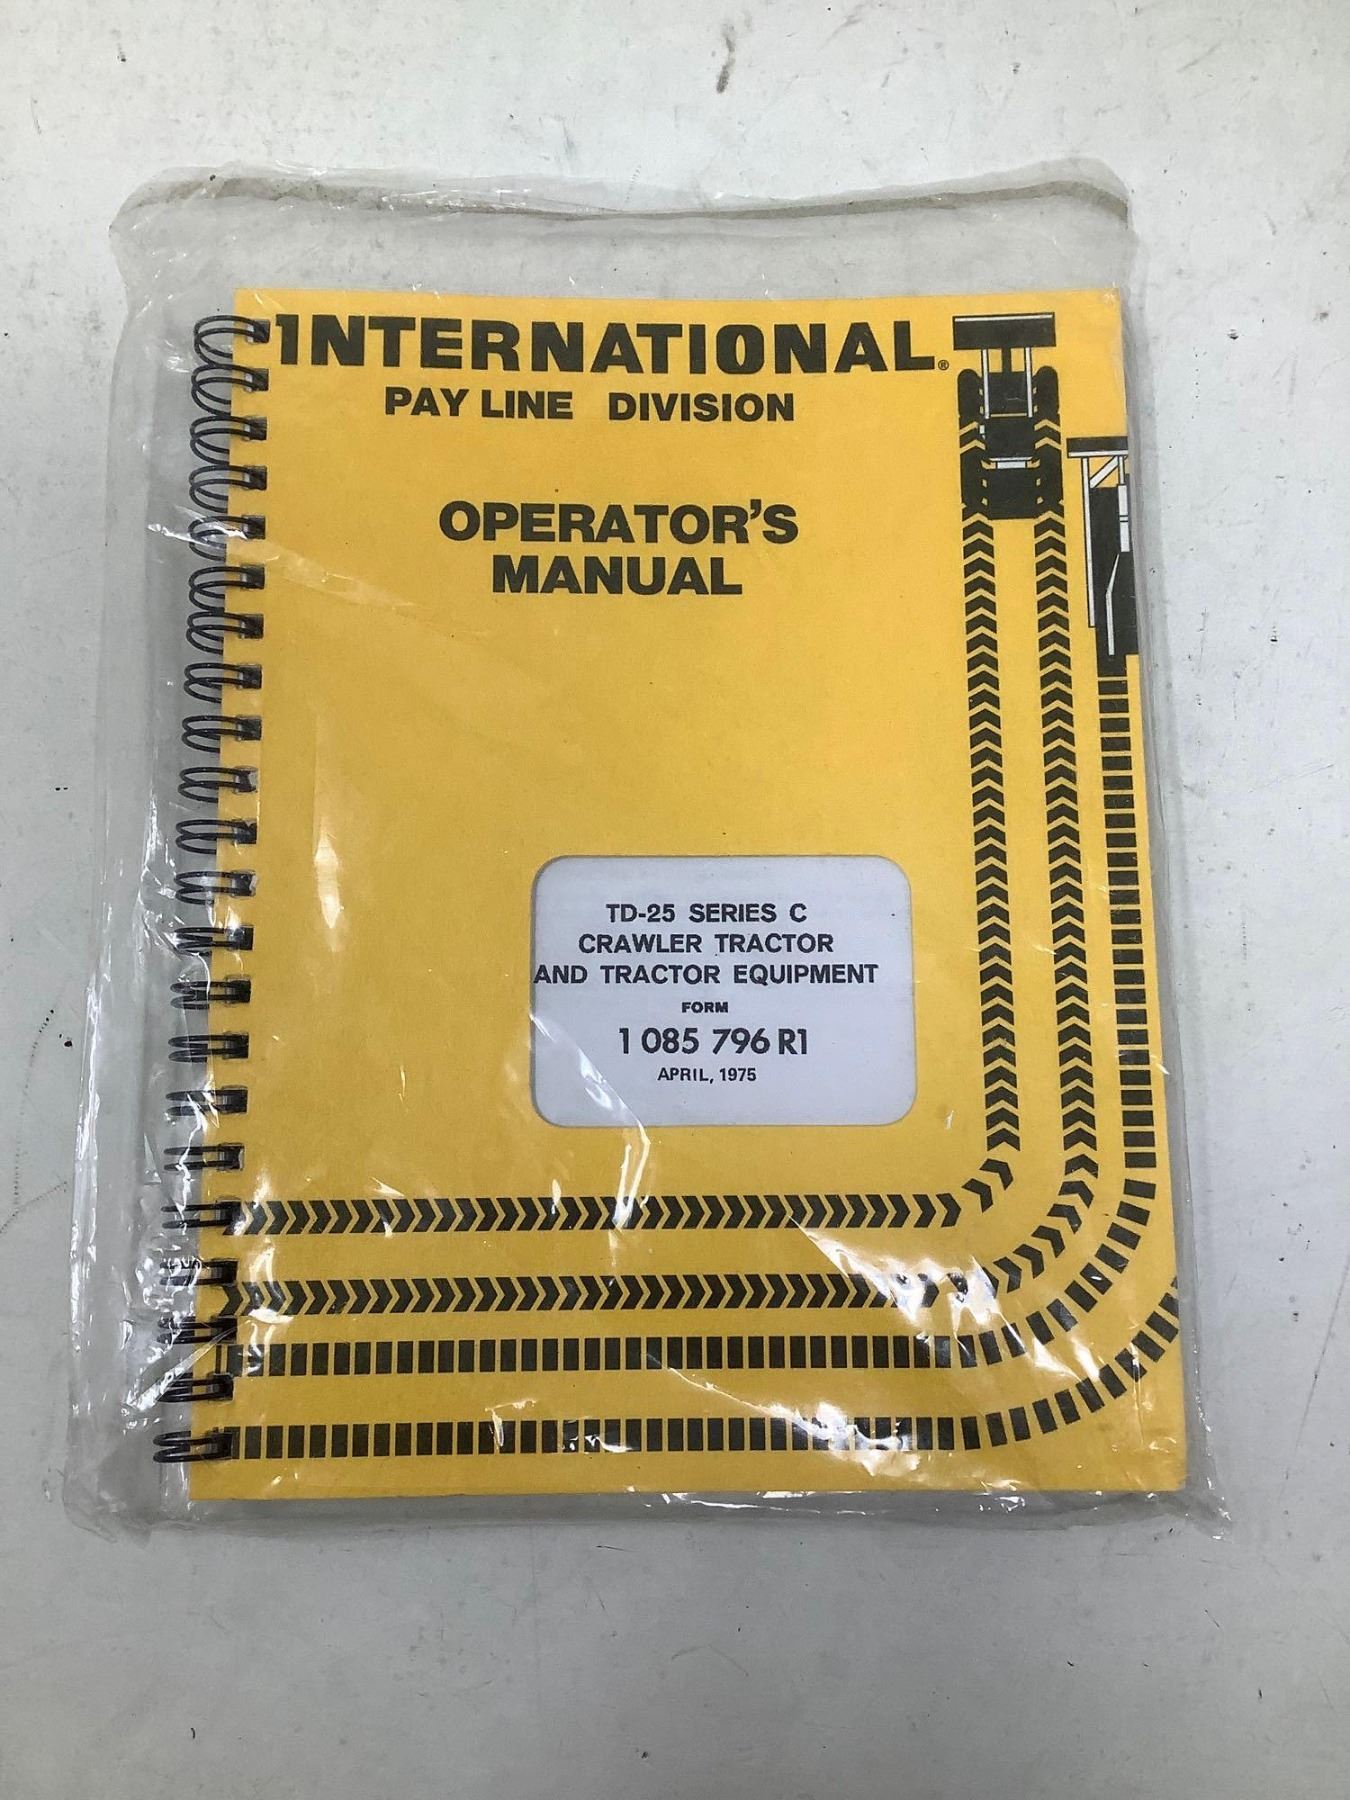 INTERNATIONAL®
PAY LINE DIVISION
OPERATOR'S
MANUAL
TD-25 SERIES C
CRAWLER TRACTOR
AND TRACTOR EQUIPMENT
FORM
1 085 796 R1
APRIL, 1975